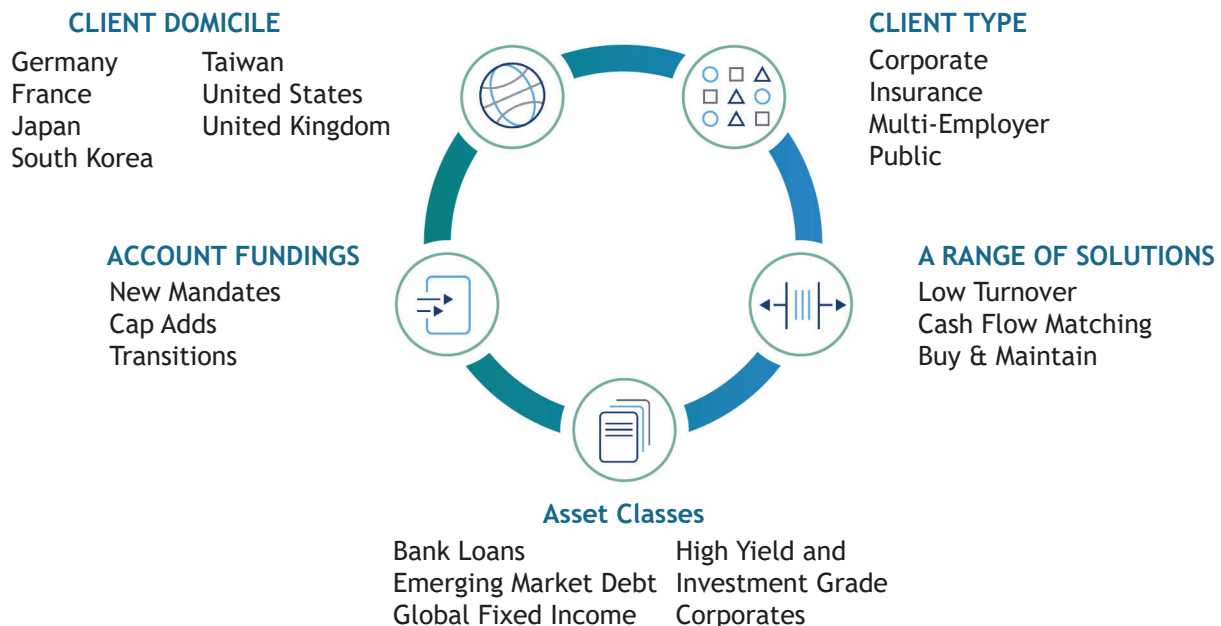 CLIENT DOMICILE
Germany
France
Japan
South Korea
Taiwan
United States
United Kingdom
CLIENT TYPE
Corporate
Insurance
Multi-Employer
Public
ACCOUNT FUNDINGS
New Mandates
Cap Adds
Transitions
A RANGE OF SOLUTIONS
Low Turnover
Cash Flow Matching
Buy & Maintain
Asset Classes
Bank Loans
Emerging Market Debt
Global Fixed Income
High Yield and
Investment Grade
Corporates